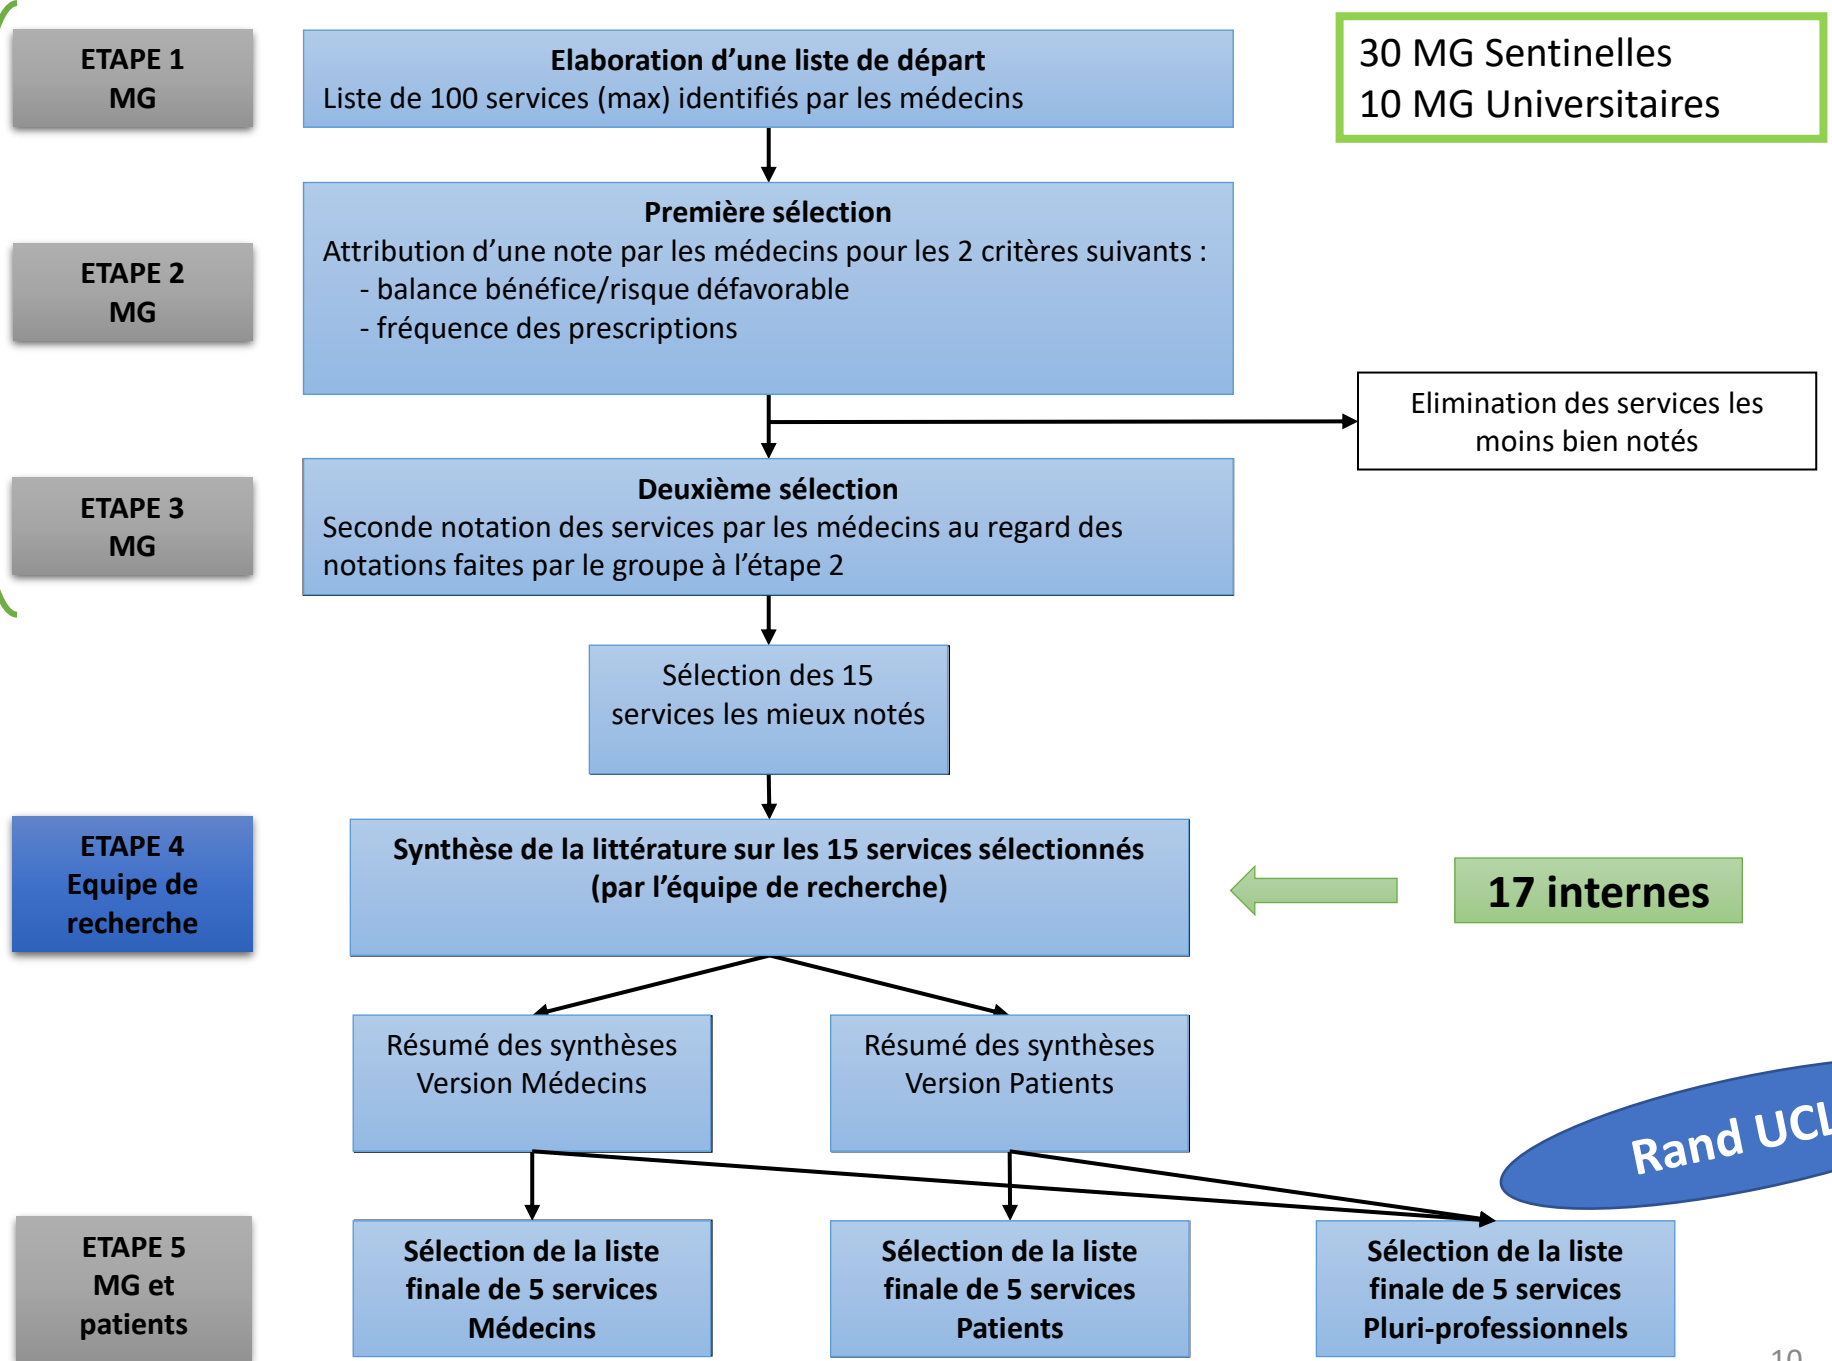 ETAPE 1
MG
Elaboration d’une liste de départ
Liste de 100 services (max) identifiés par les médecins
30 MG Sentinelles
10 MG Universitaires
ETAPE 2
MG
Première sélection
Attribution d’une note par les médecins pour les 2 critères suivants :
- balance bénéfice/risque défavorable
- fréquence des prescriptions
Elimination des services les
moins bien notés
ETAPE 3
MG
Deuxième sélection
Seconde notation des services par les médecins au regard des
notations faites par le groupe à l’étape 2
Sélection des 15
services les mieux notés
ETAPE 4
Equipe de
recherche
Synthèse de la littérature sur les 15 services sélectionnés
(par l’équipe de recherche)
17 internes
Résumé des synthèses
Version Médecins
Résumé des synthèses
Version Patients
Rand UCL
ETAPE 5
MG et
patients
Sélection de la liste
finale de 5 services
Médecins
Sélection de la liste
finale de 5 services
Patients
Sélection de la liste
finale de 5 services
Pluri-professionnels
10